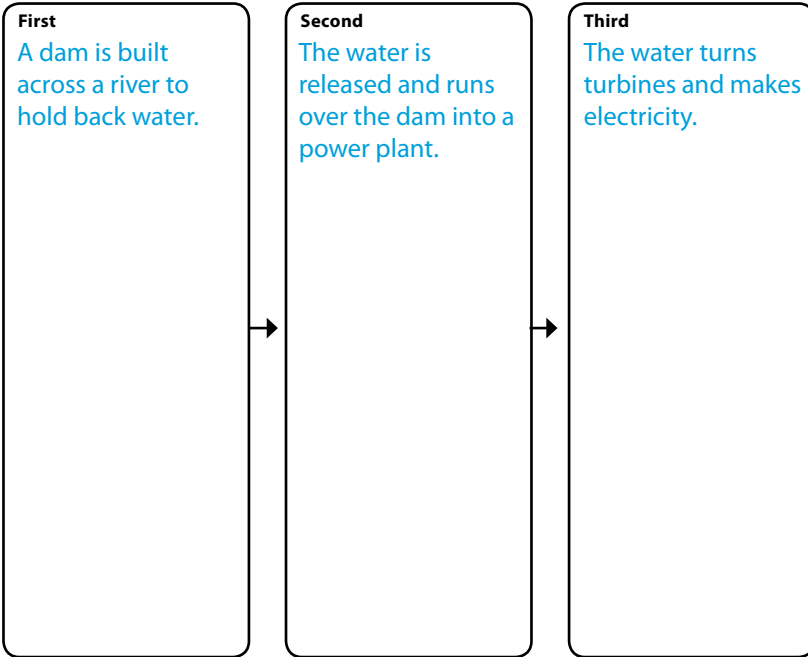 First
A dam is built
across a river to
hold back water.
Second
The water is
released and runs
over the dam into a
power plant.
Third
The water turns
turbines and makes
electricity.